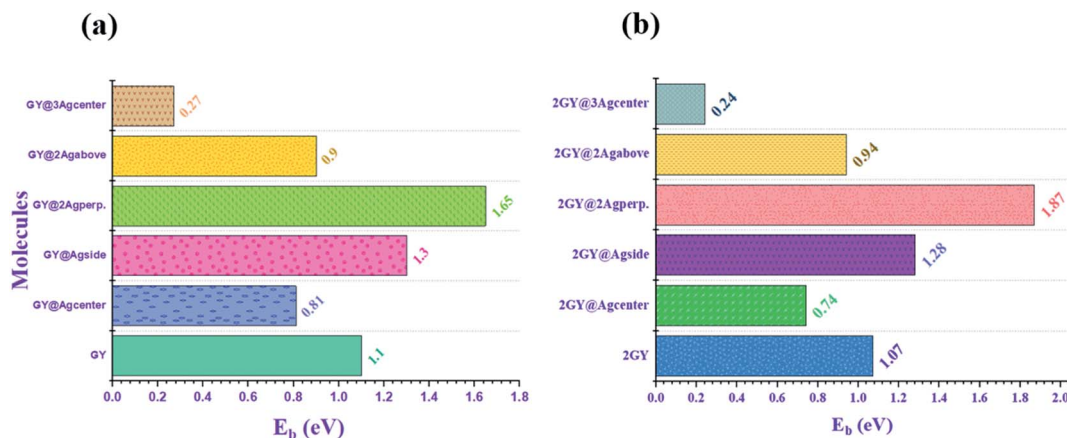 (a)
Molecules
GY@3Agcenter
0.27
GY@2Agabove
0.9
GY@2Agperp.
1.65
GY@Agside
1.3
GY@Agcenter
0.81
GY
1.1
0.0 0.2 0.4 0.6 0.8 1.0 1.2 1.4 1.6 1.8
E_b (eV)
(b)
2GY@3Agcenter
0.24
2GY@2Agabove
0.94
2GY@2Agperp.
1.87
2GY@Agside
1.28
2GY@Agcenter
0.74
2GY
1.07
0.0 0.2 0.4 0.6 0.8 1.0 1.2 1.4 1.6 1.8 2.0
E_b (eV)